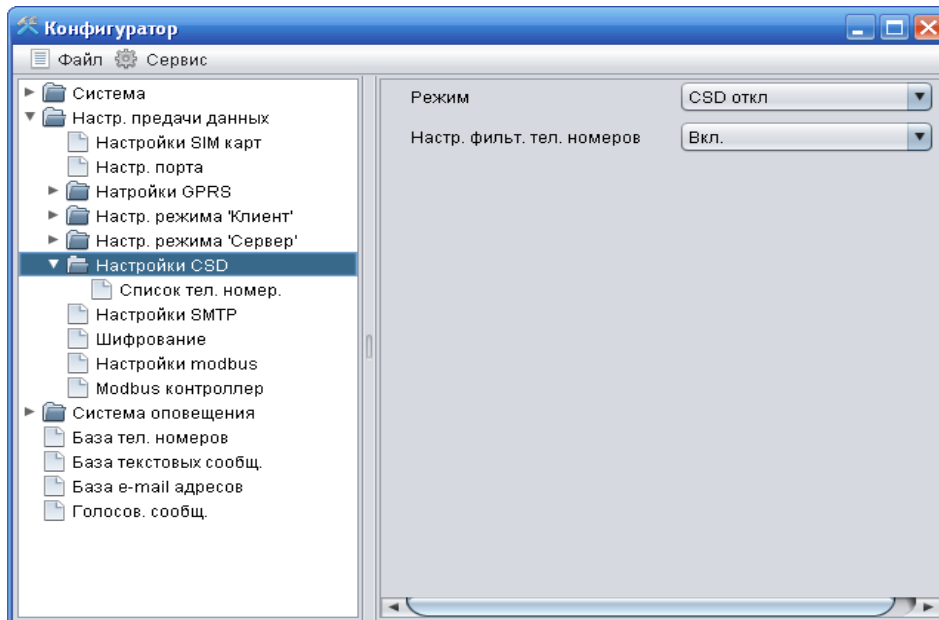 Конфигуратор
Файл Сервис
Система
Настр. предачи данных
Настройки SIM карт
Настр. порта
Натройки GPRS
Настр. режима 'Клиент'
Настр. режима 'Сервер'
Настройки CSD
Список тел. номер.
Настройки SMTP
Шифрование
Настройки modbus
Modbus контроллер
Система оповещения
База тел. номеров
База текстовых сообщ.
База e-mail адресов
Голосов. сообщ.
Режим CSD откл
Настр. фильт. тел. номеров Вкл.